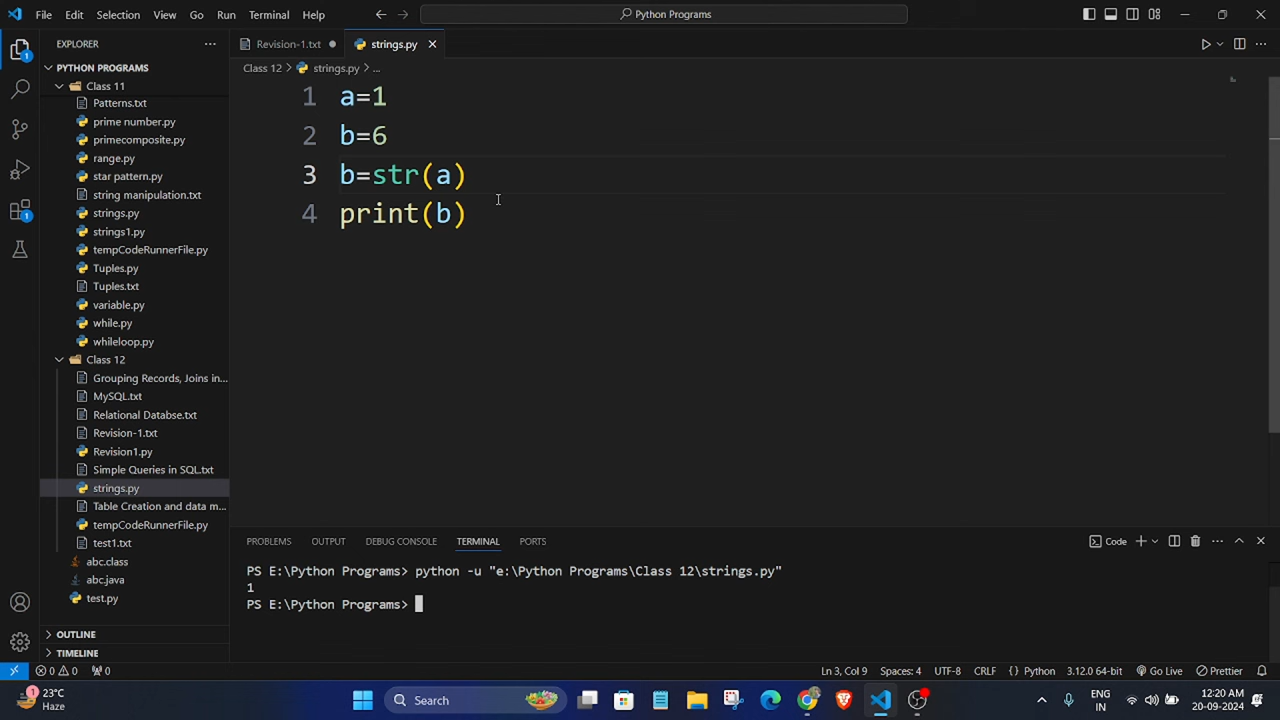 File Edit Selection View Go Run Terminal Help
Python Programs
EXPLORER
Revision-1.txt
strings.py
PYTHON PROGRAMS
Class 12 > strings.py > ...
Class 11
Patterns.txt
prime number.py
primecomposite.py
range.py
star pattern.py
string manipulation.txt
strings.py
strings1.py
tempCodeRunnerFile.py
Tuples.py
Tuples.txt
variable.py
while.py
whileloop.py
Class 12
Grouping Records, Joins in...
MySQL.txt
Relational Databse.txt
Revision-1.txt
Revision1.py
Simple Queries in SQL.txt
strings.py
Table Creation and data m...
tempCodeRunnerFile.py
test1.txt
abc.class
abc.java
test.py
OUTLINE
TIMELINE
1 a=1
2 b=6
3 b=str(a)
4 print(b)
PROBLEMS OUTPUT DEBUG CONSOLE TERMINAL PORTS
Code
PS E:\Python Programs> python -u "e:\Python Programs\Class 12\strings.py"
1
PS E:\Python Programs>
1
1
0 0 0
Ln 3, Col 9 Spaces: 4 UTF-8 CRLF {} Python 3.12.0 64-bit Go Live Prettier
1
23°C
Haze
Search
ENG
IN
12:20 AM
20-09-2024